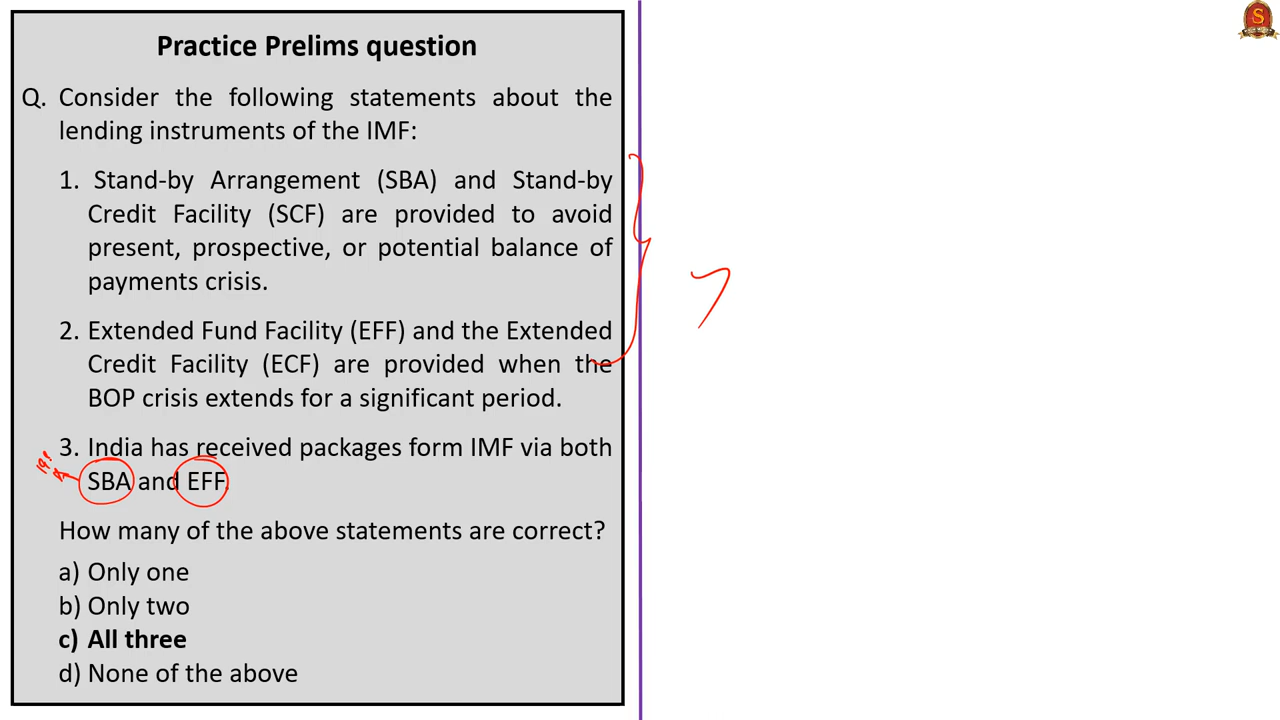 Practice Prelims question
Q. Consider the following statements about the
lending instruments of the IMF:
1. Stand-by Arrangement (SBA) and Stand-by
Credit Facility (SCF) are provided to avoid
present, prospective, or potential balance of
payments crisis.
2. Extended Fund Facility (EFF) and the Extended
Credit Facility (ECF) are provided when the
BOP crisis extends for a significant period.
3. India has received packages form IMF via both
SBA and EFF.
How many of the above statements are correct?
a) Only one
b) Only two
c) All three
d) None of the above
S